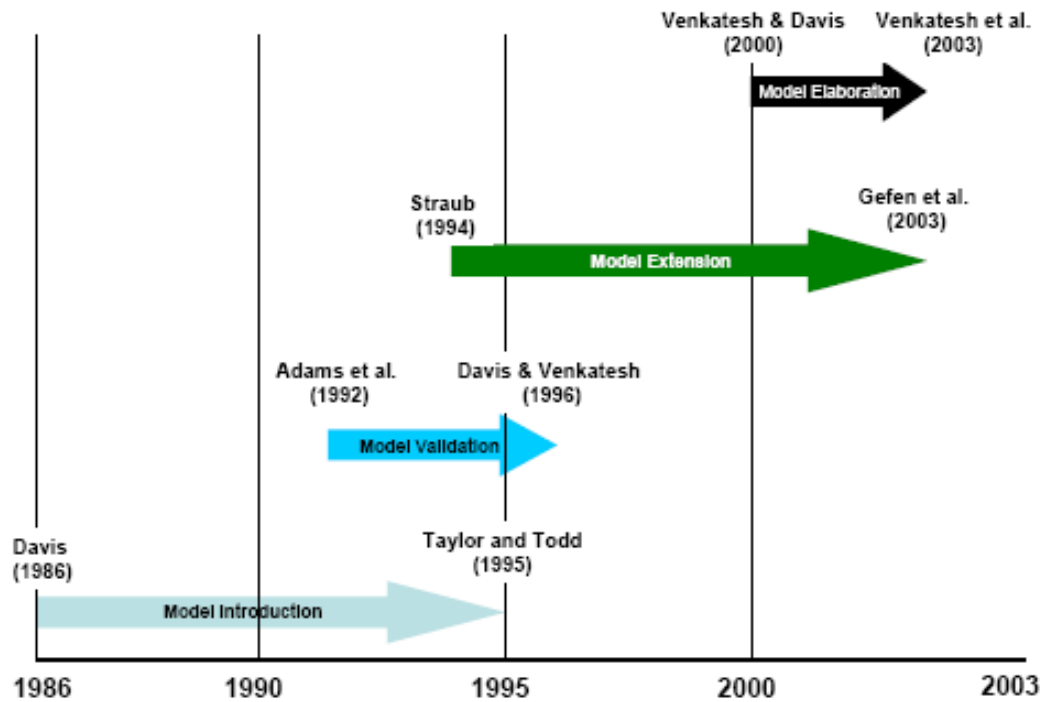 Venkatesh & Davis
(2000)
Venkatesh et al.
(2003)
Model Elaboration
Straub
(1994)
Gefen et al.
(2003)
Model Extension
Adams et al.
(1992)
Davis & Venkatesh
(1996)
Model Validation
Taylor and Todd
(1995)
Davis
(1986)
Model Introduction
1986
1990
1995
2000
2003